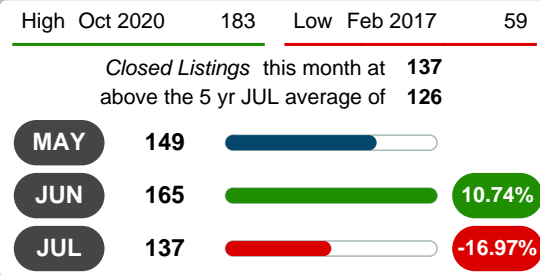 High Oct 2020 183 Low Feb 2017 59
Closed Listings this month at 137
above the 5 yr JUL average of 126
MAY 149
JUN 165 10.74%
JUL 137 -16.97%